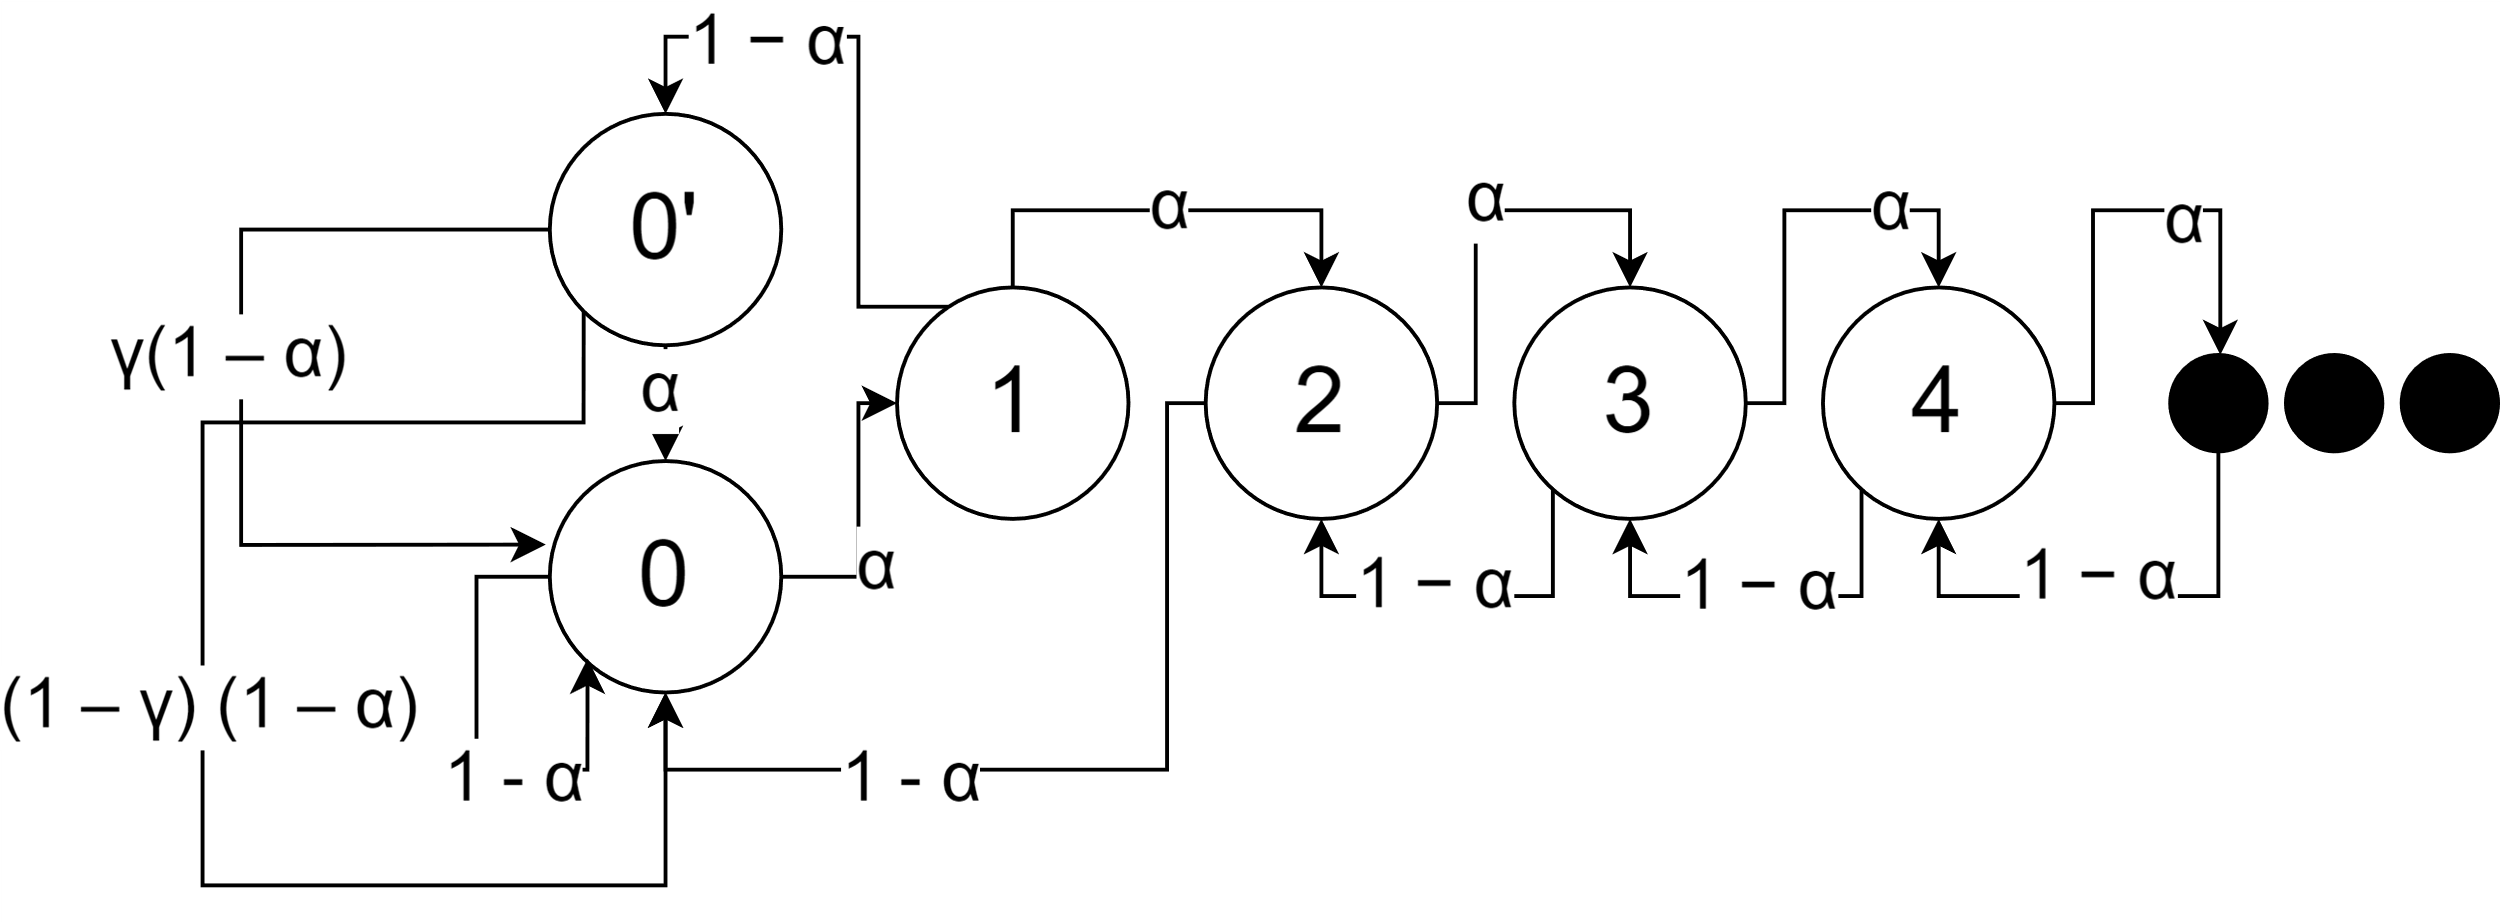 1 – α
0'
α
α
α
α
γ(1 – α)
α
1
2
3
4
0
α
1 – α
1 – α
1 – α
(1 – γ) (1 – α)
1 - α
1 - α